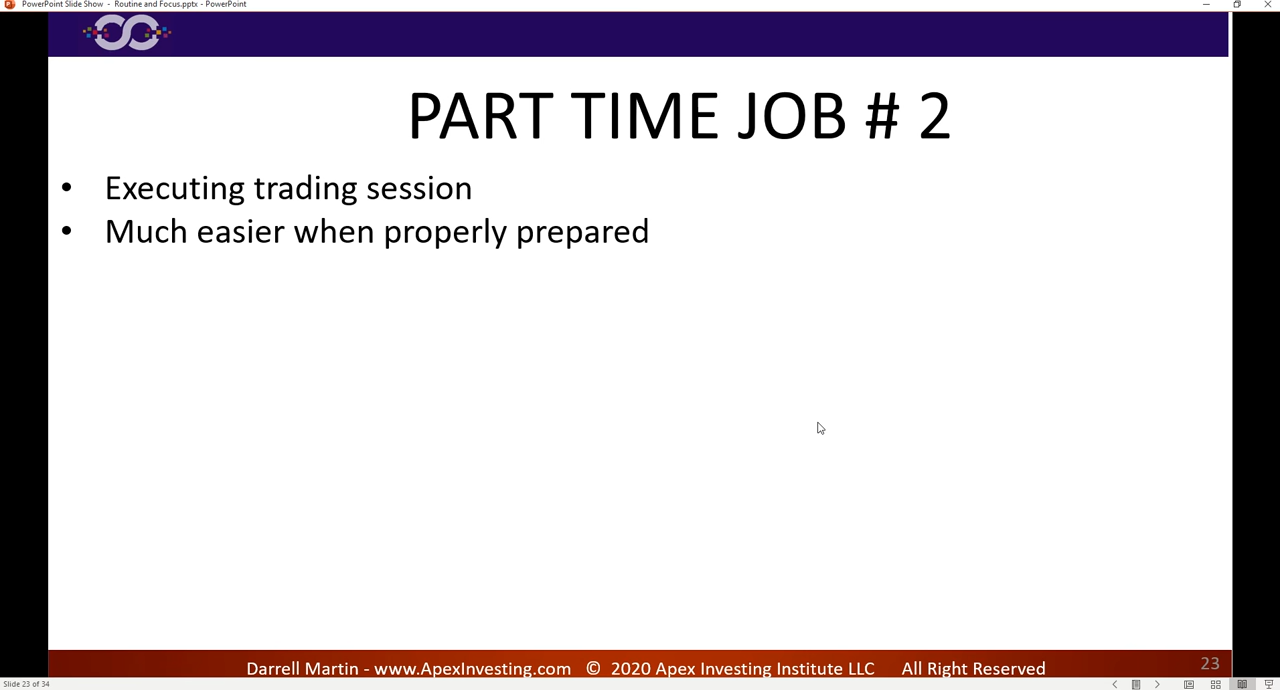 PowerPoint Slide Show - Routine and Focus.pptx - PowerPoint
PART TIME JOB # 2
• Executing trading session
• Much easier when properly prepared
Darrell Martin - www.ApexInvesting.com © 2020 Apex Investing Institute LLC All Right Reserved
23
Slide 23 of 34